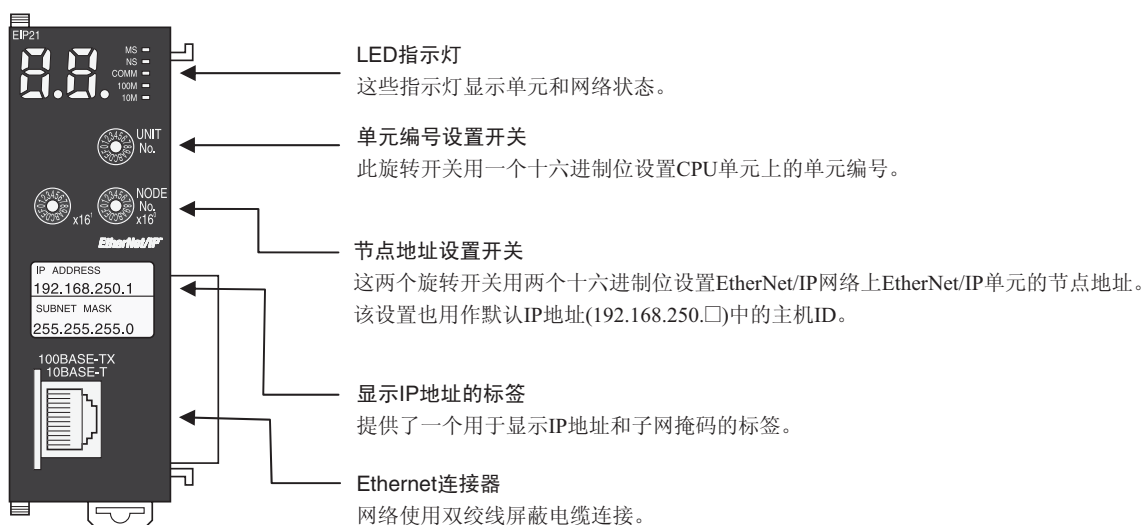 EIP21
8.8.
MS
NS
COMM
100M
10M
UNIT
No.
NODE
No.
x16¹
x16⁰
EtherNet/IP™
IP ADDRESS
192.168.250.1
SUBNET MASK
255.255.255.0
100BASE-TX
10BASE-T
LED指示灯
这些指示灯显示单元和网络状态。
单元编号设置开关
此旋转开关用一个十六进制位设置CPU单元上的单元编号。
节点地址设置开关
这两个旋转开关用两个十六进制位设置EtherNet/IP网络上EtherNet/IP单元的节点地址。
该设置也用作默认IP地址(192.168.250.□)中的主机ID。
显示IP地址的标签
提供了一个用于显示IP地址和子网掩码的标签。
Ethernet连接器
网络使用双绞线屏蔽电缆连接。